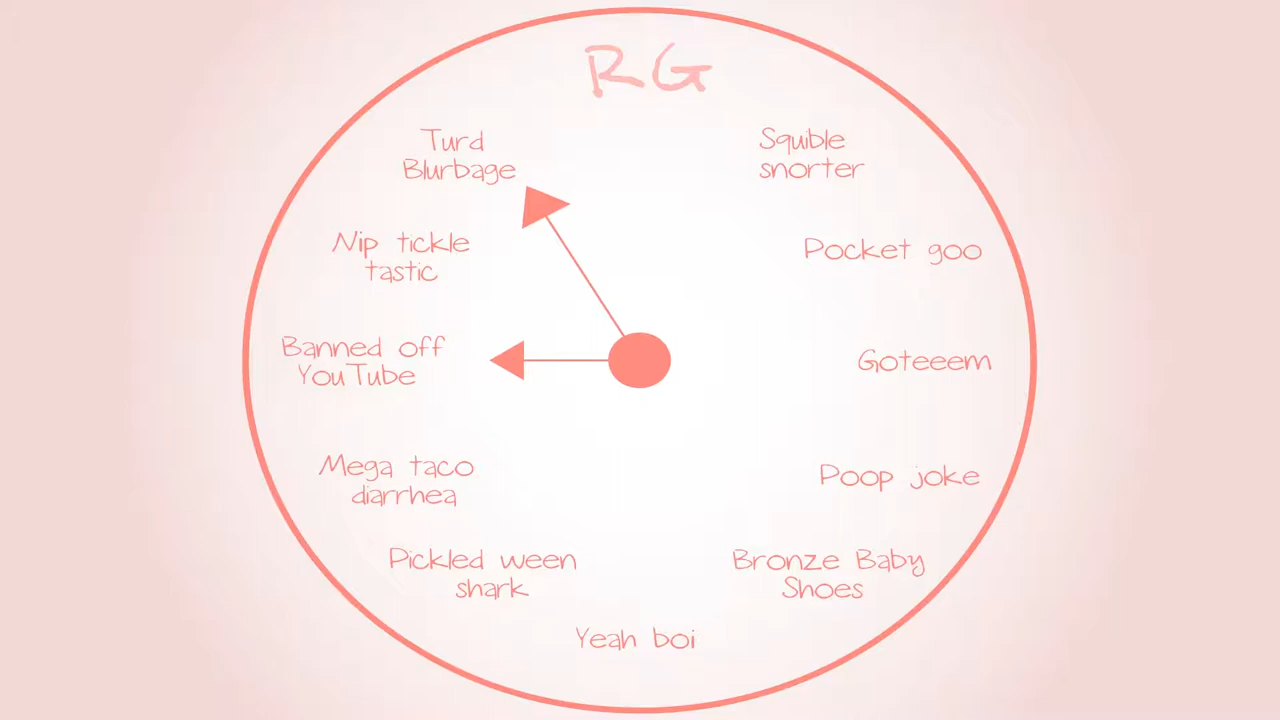 RG
Turd
Blurbage
Squible
snorter
Nip tickle
tastic
Pocket goo
Banned off
YouTube
Goteeem
Mega taco
diarrhea
Poop joke
Pickled ween
shark
Bronze Baby
Shoes
Yeah boi